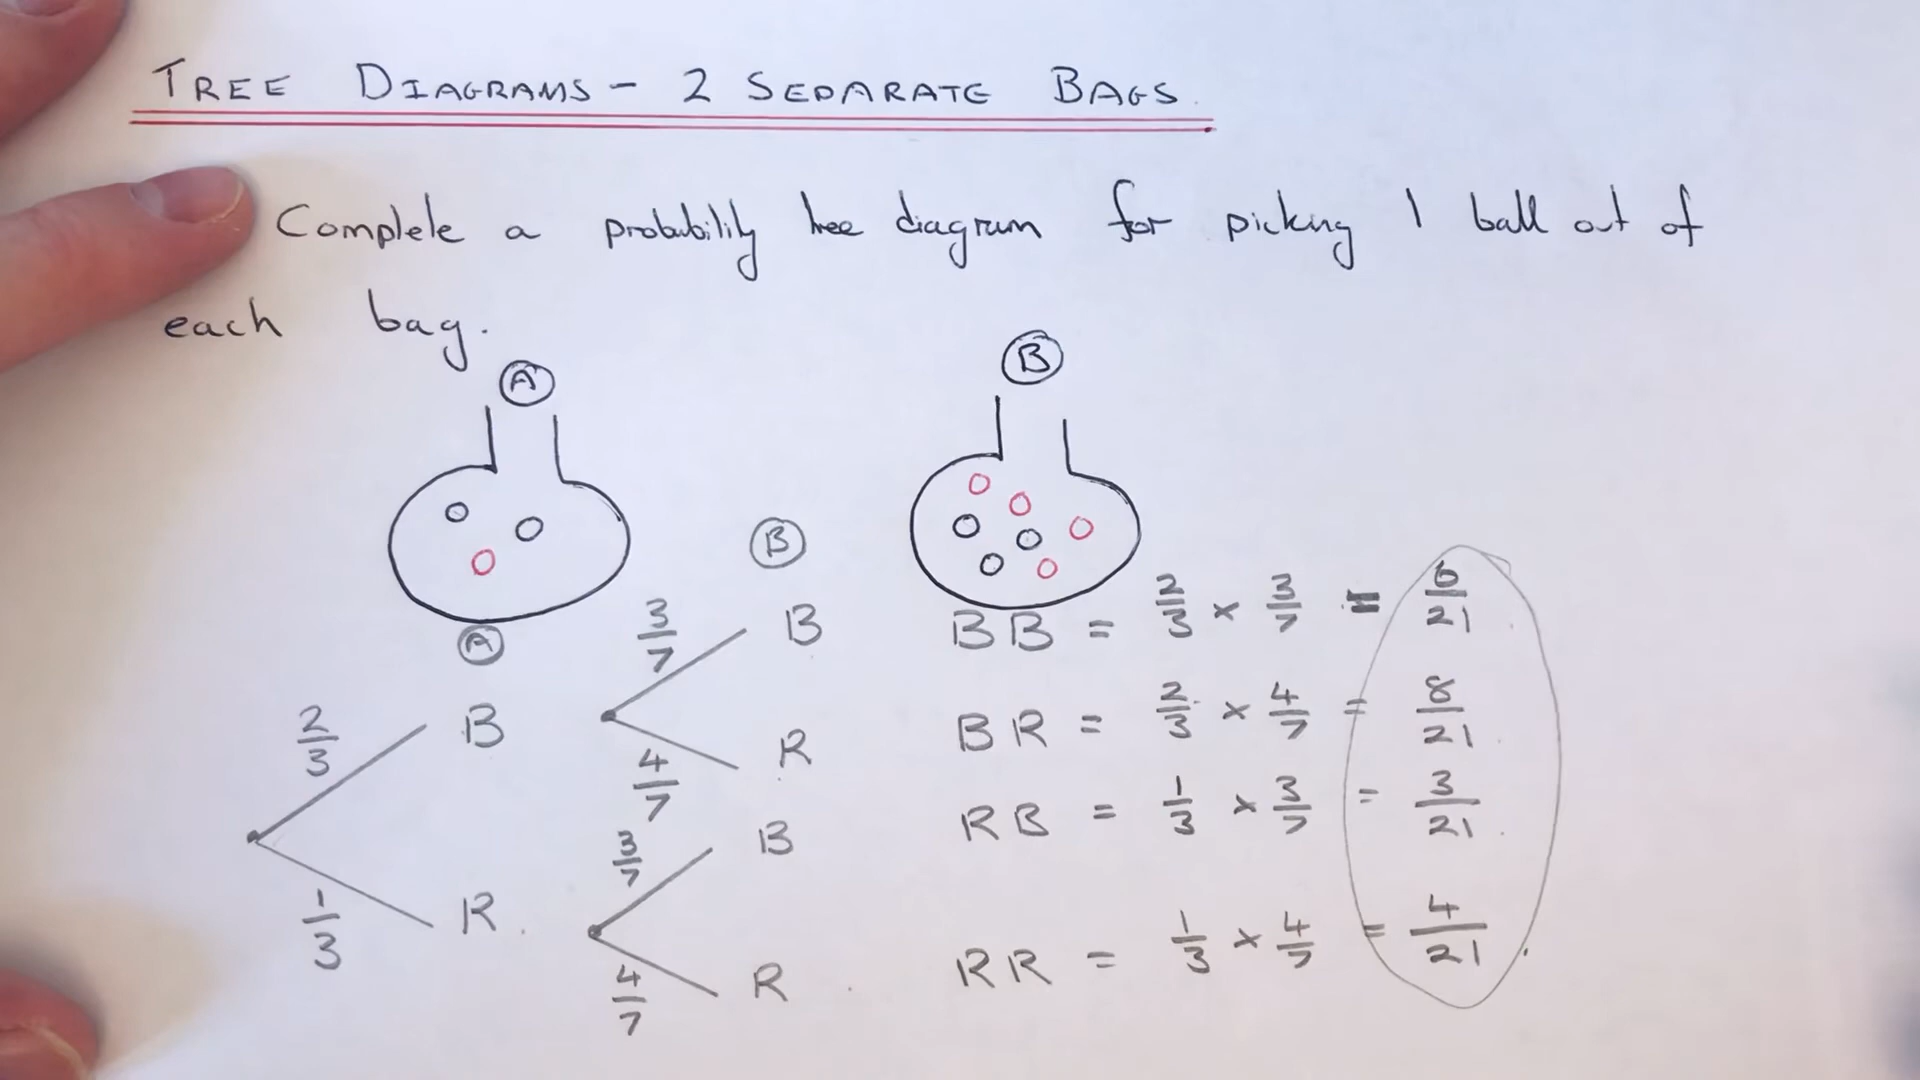 TREE DIAGRAMS - 2 SEPARATE BAGS.
Complete a probability tree diagram for picking 1 ball out of
each bag.
A
B
A
B
2/3 B
1/3 R
3/7 B
4/7 R
3/7 B
4/7 R
BB = 2/3 × 3/7 = 6/21
BR = 2/3 × 4/7 = 8/21
RB = 1/3 × 3/7 = 3/21
RR = 1/3 × 4/7 = 4/21